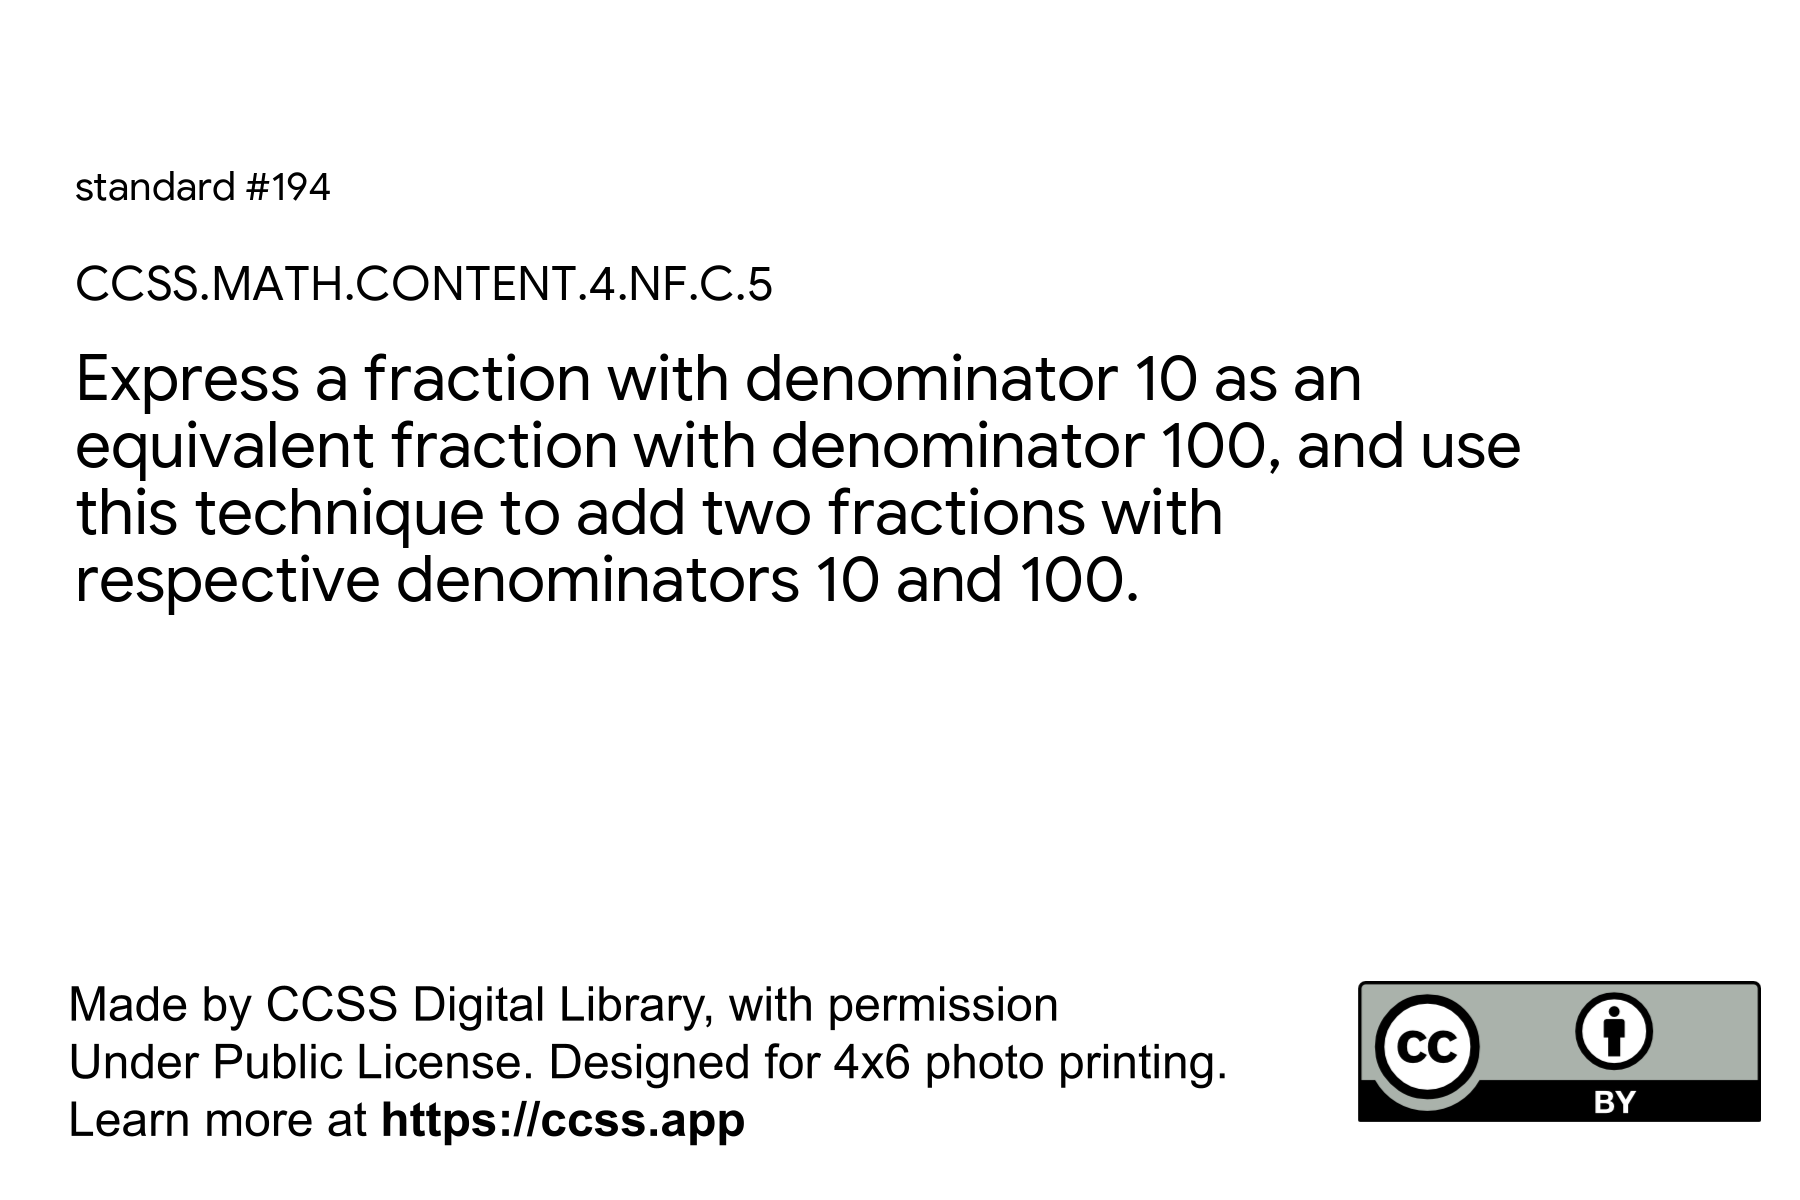 standard #194
CCSS.MATH.CONTENT.4.NF.C.5
Express a fraction with denominator 10 as an
equivalent fraction with denominator 100, and use
this technique to add two fractions with
respective denominators 10 and 100.
Made by CCSS Digital Library, with permission
Under Public License. Designed for 4x6 photo printing.
Learn more at https://ccss.app
CC
BY